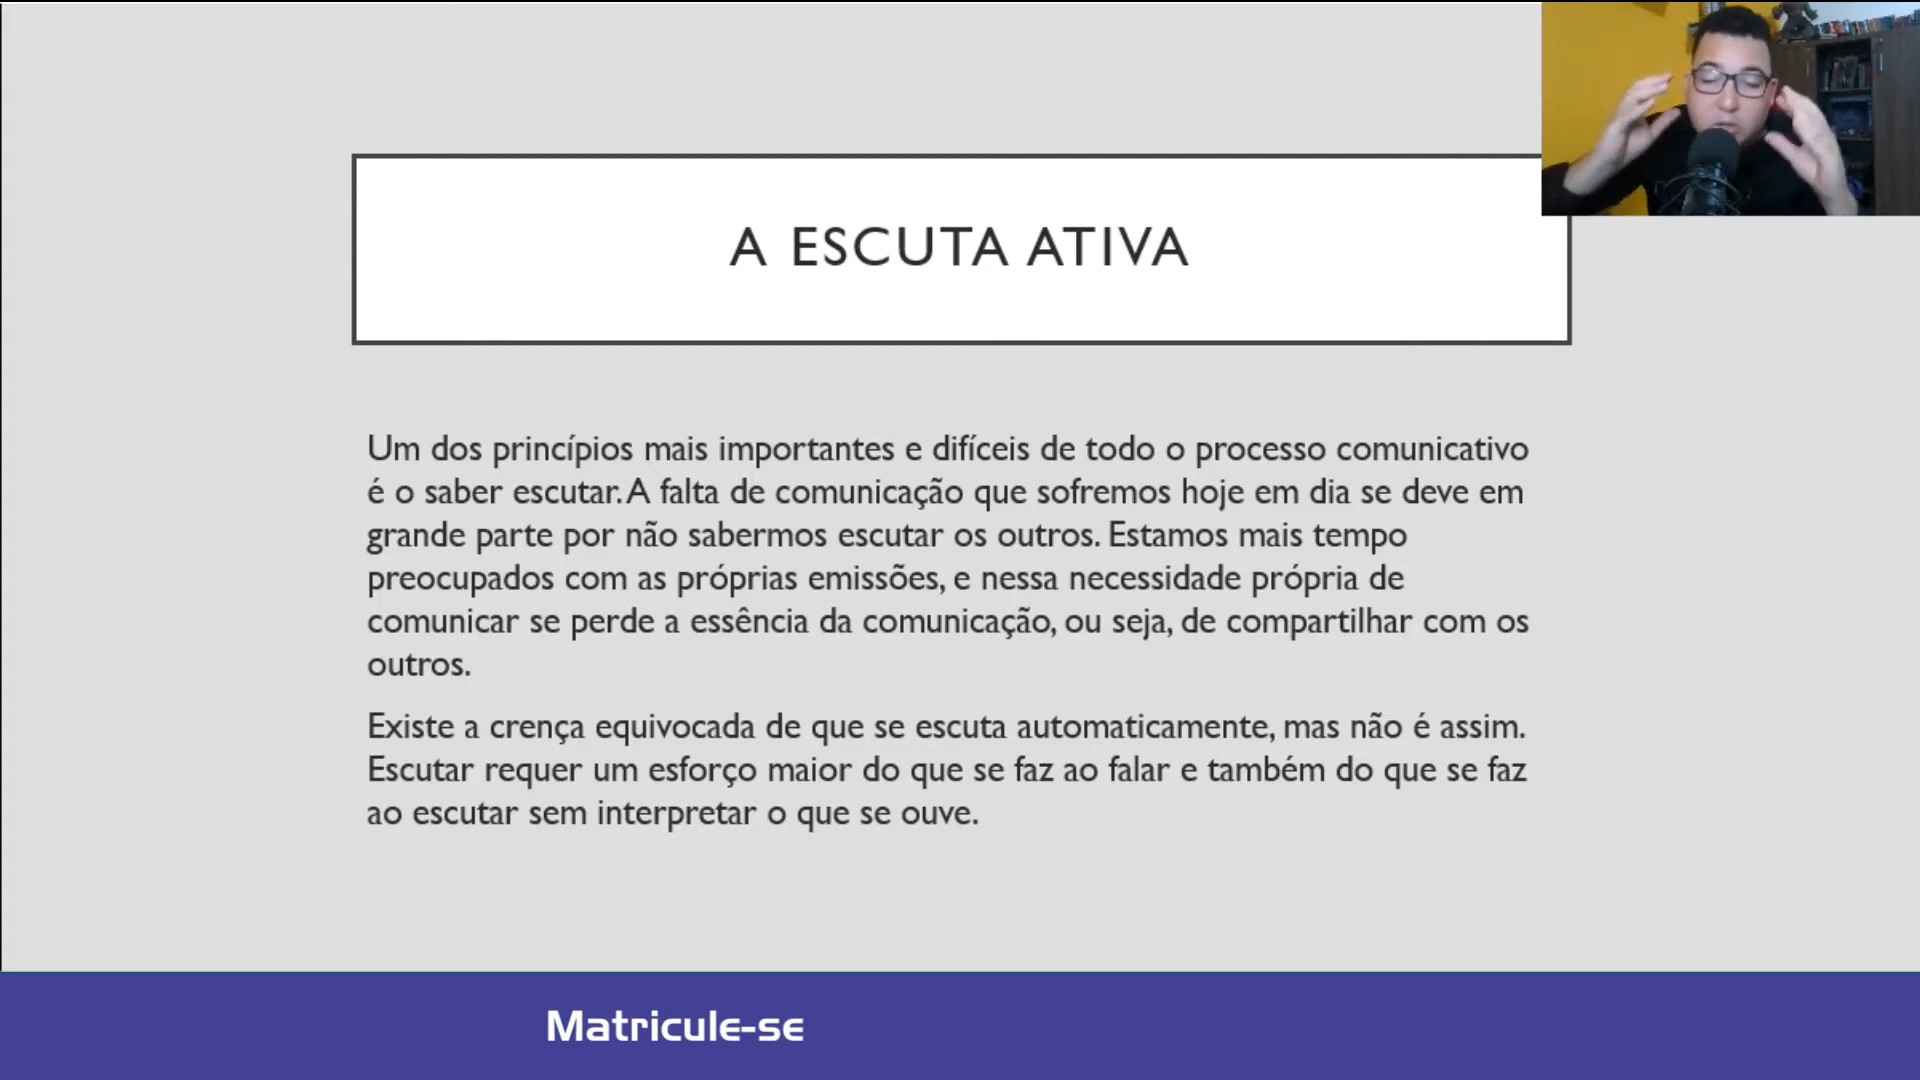 A ESCUTA ATIVA
Um dos princípios mais importantes e difíceis de todo o processo comunicativo
é o saber escutar. A falta de comunicação que sofremos hoje em dia se deve em
grande parte por não sabermos escutar os outros. Estamos mais tempo
preocupados com as próprias emissões, e nessa necessidade própria de
comunicar se perde a essência da comunicação, ou seja, de compartilhar com os
outros.
Existe a crença equivocada de que se escuta automaticamente, mas não é assim.
Escutar requer um esforço maior do que se faz ao falar e também do que se faz
ao escutar sem interpretar o que se ouve.
Matricule-se